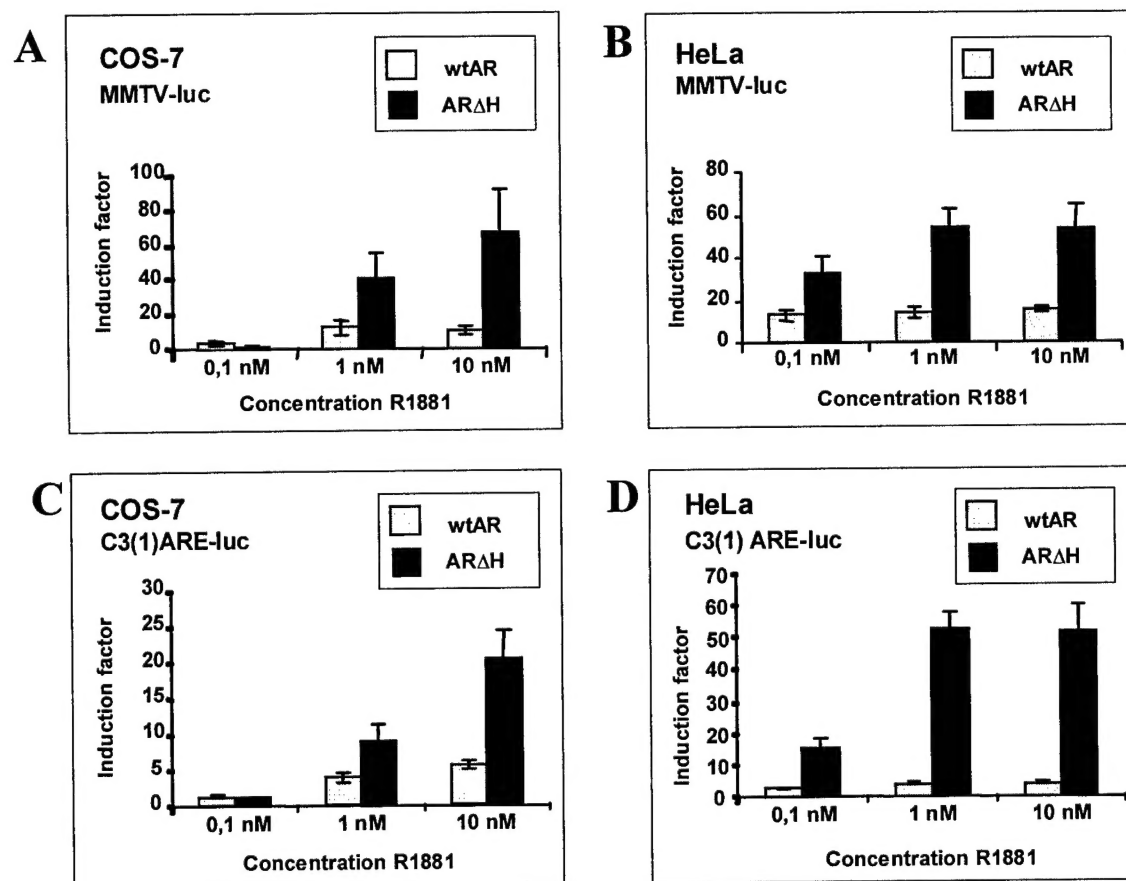 A
COS-7
MMTV-luc
wtAR
ARΔH
Induction factor
100
80
60
40
20
0
0,1 nM 1 nM 10 nM
Concentration R1881
B
HeLa
MMTV-luc
wtAR
ARΔH
Induction factor
80
60
40
20
0
0,1 nM 1 nM 10 nM
Concentration R1881
C
COS-7
C3(1)ARE-luc
wtAR
ARΔH
Induction factor
30
25
20
15
10
5
0
0,1 nM 1 nM 10 nM
Concentration R1881
D
HeLa
C3(1) ARE-luc
wtAR
ARΔH
Induction factor
70
60
50
40
30
20
10
0
0,1 nM 1 nM 10 nM
Concentration R1881